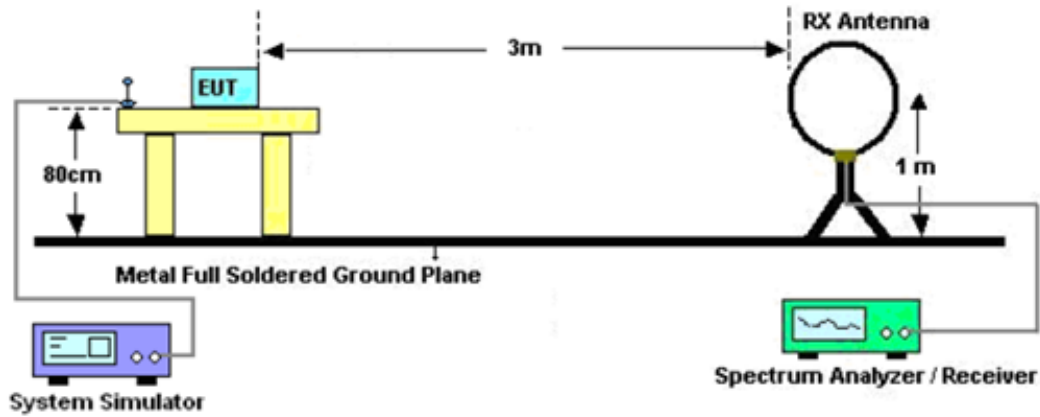 RX Antenna
3m
EUT
80cm
1 m
Metal Full Soldered Ground Plane
System Simulator
Spectrum Analyzer / Receiver